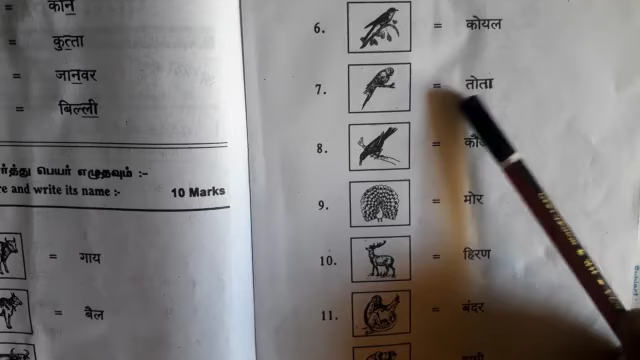 कौन
= कुत्ता
= जानवर
= बिल्ली
பெயர் எழுதவும் :-
and write its name :-
10 Marks
= गाय
= बैल
6. = कोयल
7. = तोता
8. =
9. = मोर
10. = हिरण
11. = बंदर